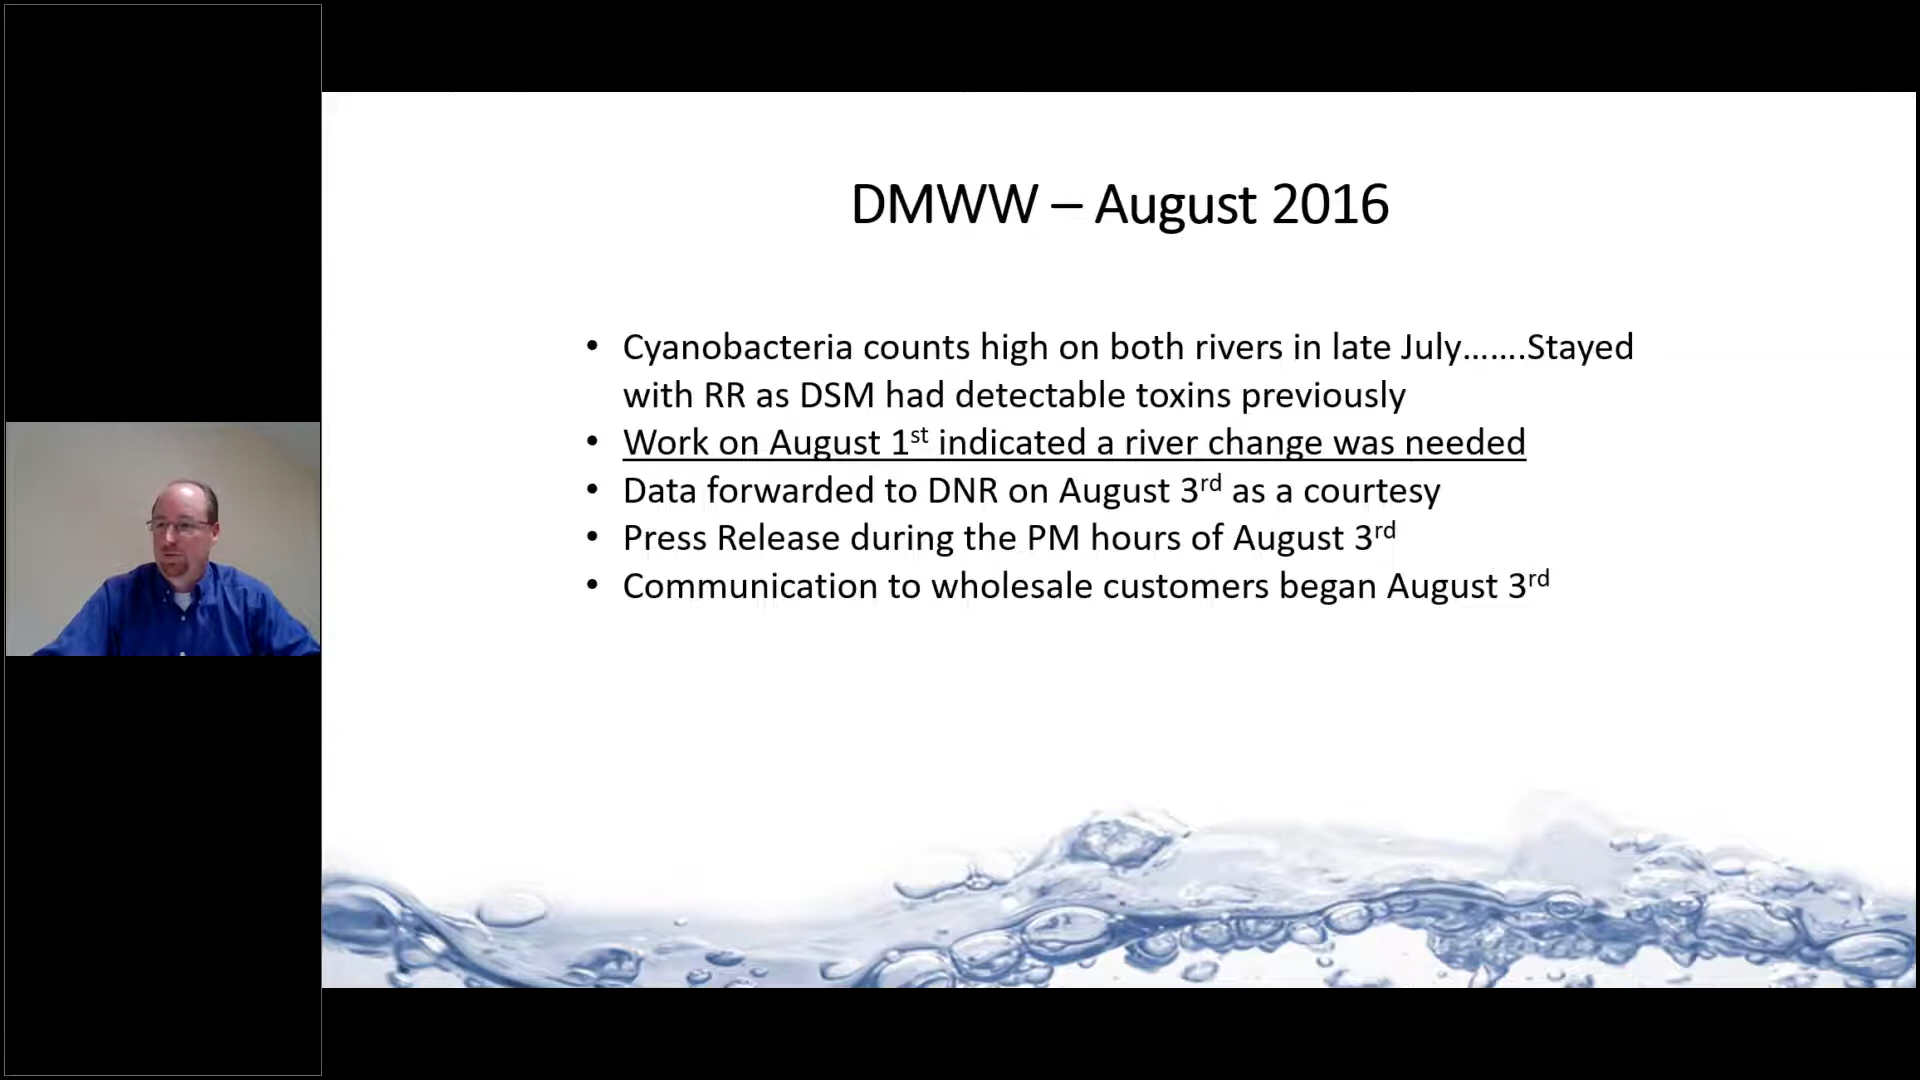 DMWW – August 2016
• Cyanobacteria counts high on both rivers in late July…….Stayed
with RR as DSM had detectable toxins previously
• Work on August 1st indicated a river change was needed
• Data forwarded to DNR on August 3rd as a courtesy
• Press Release during the PM hours of August 3rd
• Communication to wholesale customers began August 3rd